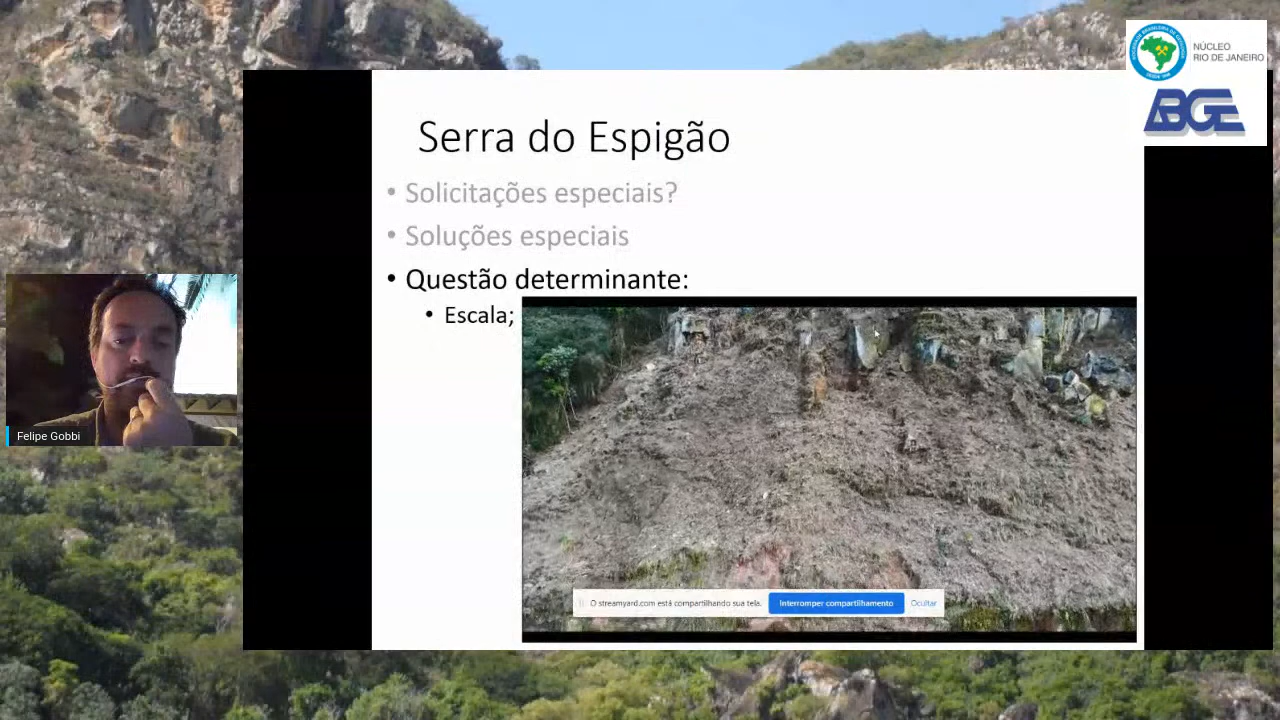 NÚCLEO
RIO DE JANEIRO
ABGE
Serra do Espigão
• Solicitações especiais?
• Soluções especiais
• Questão determinante:
• Escala;
Felipe Gobbi
O streamyard.com está compartilhando sua tela.
Interromper compartilhamento
Ocultar